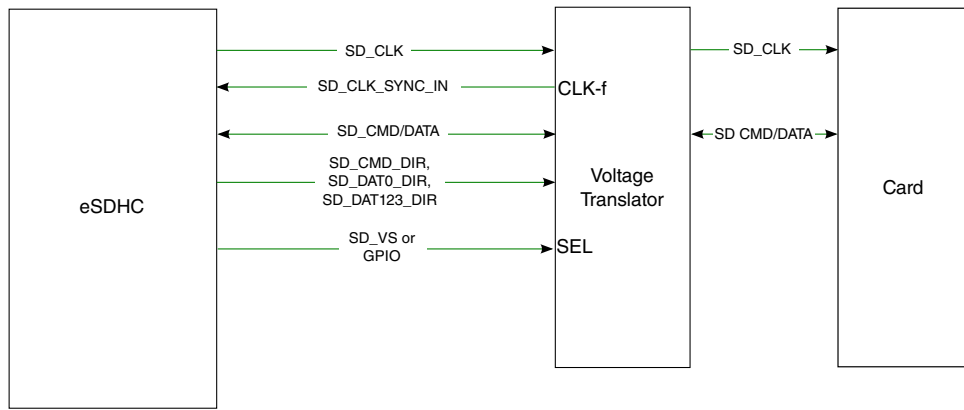 SD_CLK
SD_CLK
SD_CLK_SYNC_IN
CLK-f
SD_CMD/DATA
SD CMD/DATA
SD_CMD_DIR,
SD_DAT0_DIR,
SD_DAT123_DIR
Voltage
Translator
eSDHC
Card
SD_VS or
GPIO
SEL